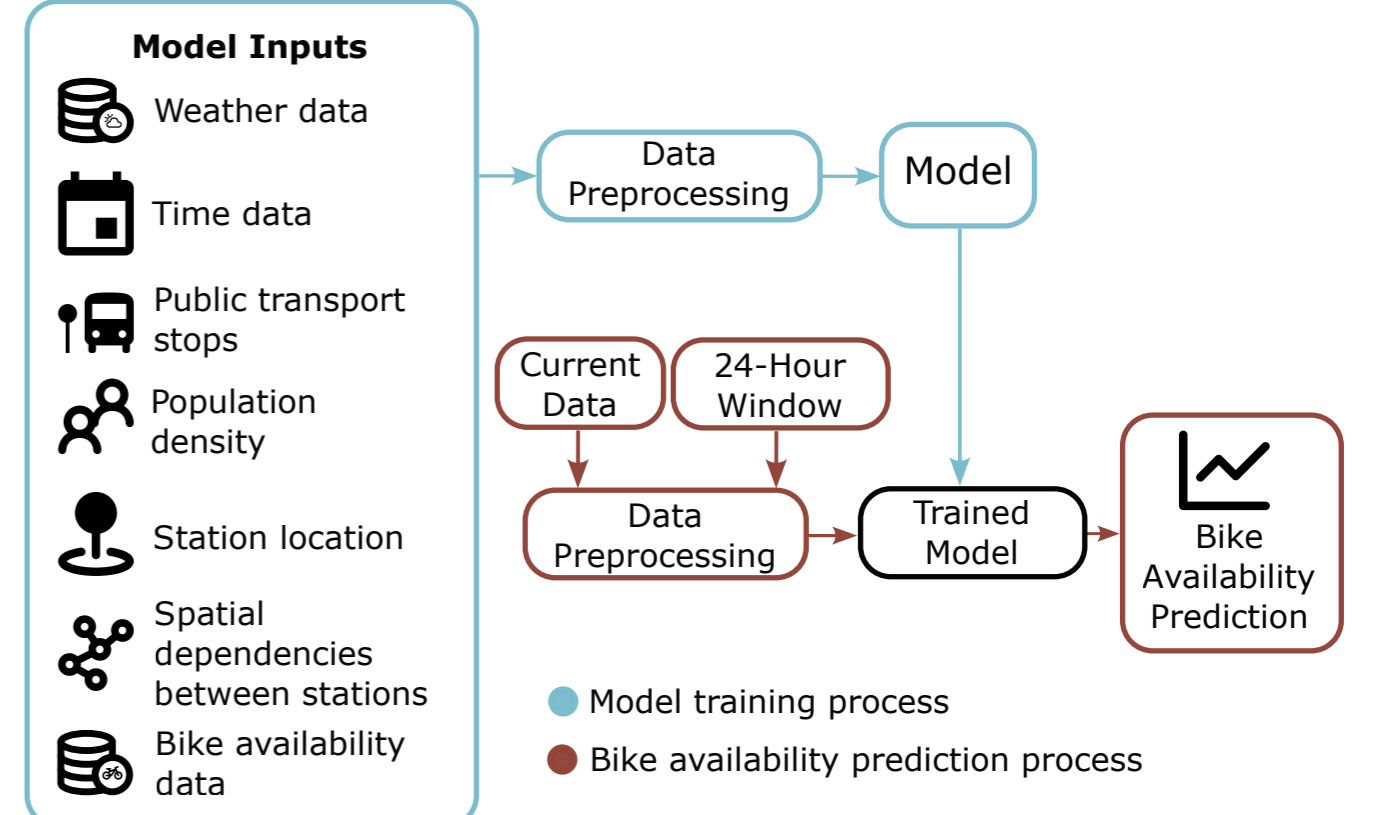 Model Inputs
Weather data
Time data
Public transport
stops
Population
density
Station location
Spatial
dependencies
between stations
Bike availability
data
Data
Preprocessing
Model
Current
Data
24-Hour
Window
Data
Preprocessing
Trained
Model
Bike
Availability
Prediction
Model training process
Bike availability prediction process